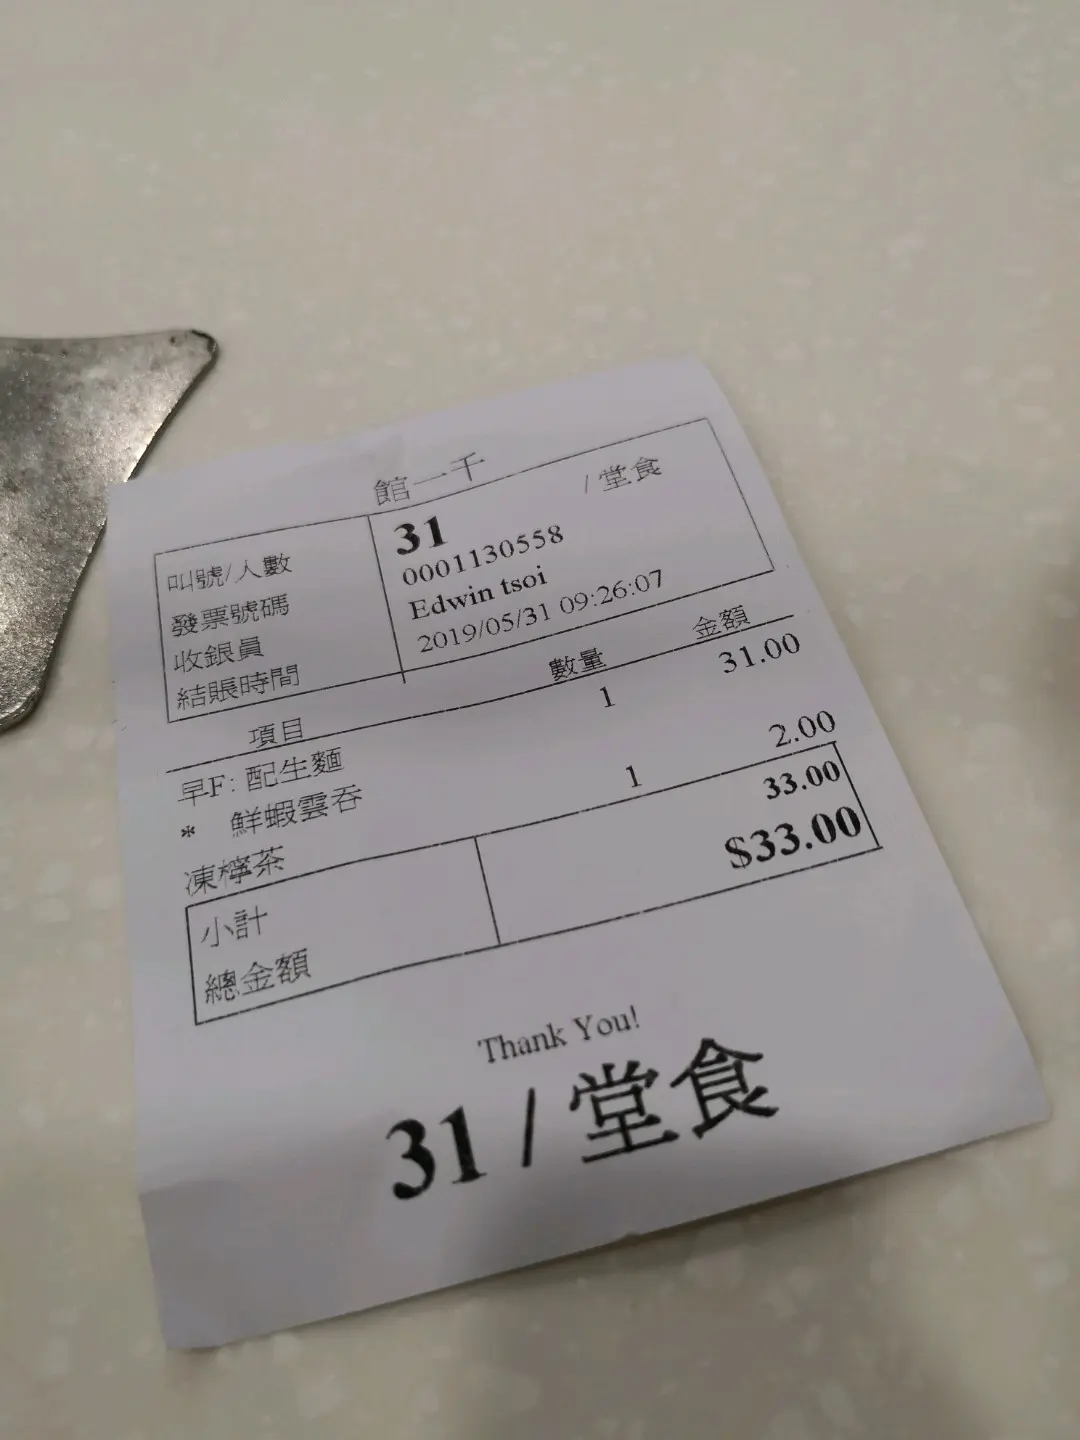 館一千
叫號/人數 31 / 堂食
發票號碼 0001130558
收銀員 Edwin tsoi
結賬時間 2019/05/31 09:26:07
項目 數量 金額
早F: 配生麵 1 31.00
* 鮮蝦雲吞
凍檸茶 1 2.00
小計 33.00
總金額 $33.00
Thank You!
31 / 堂食